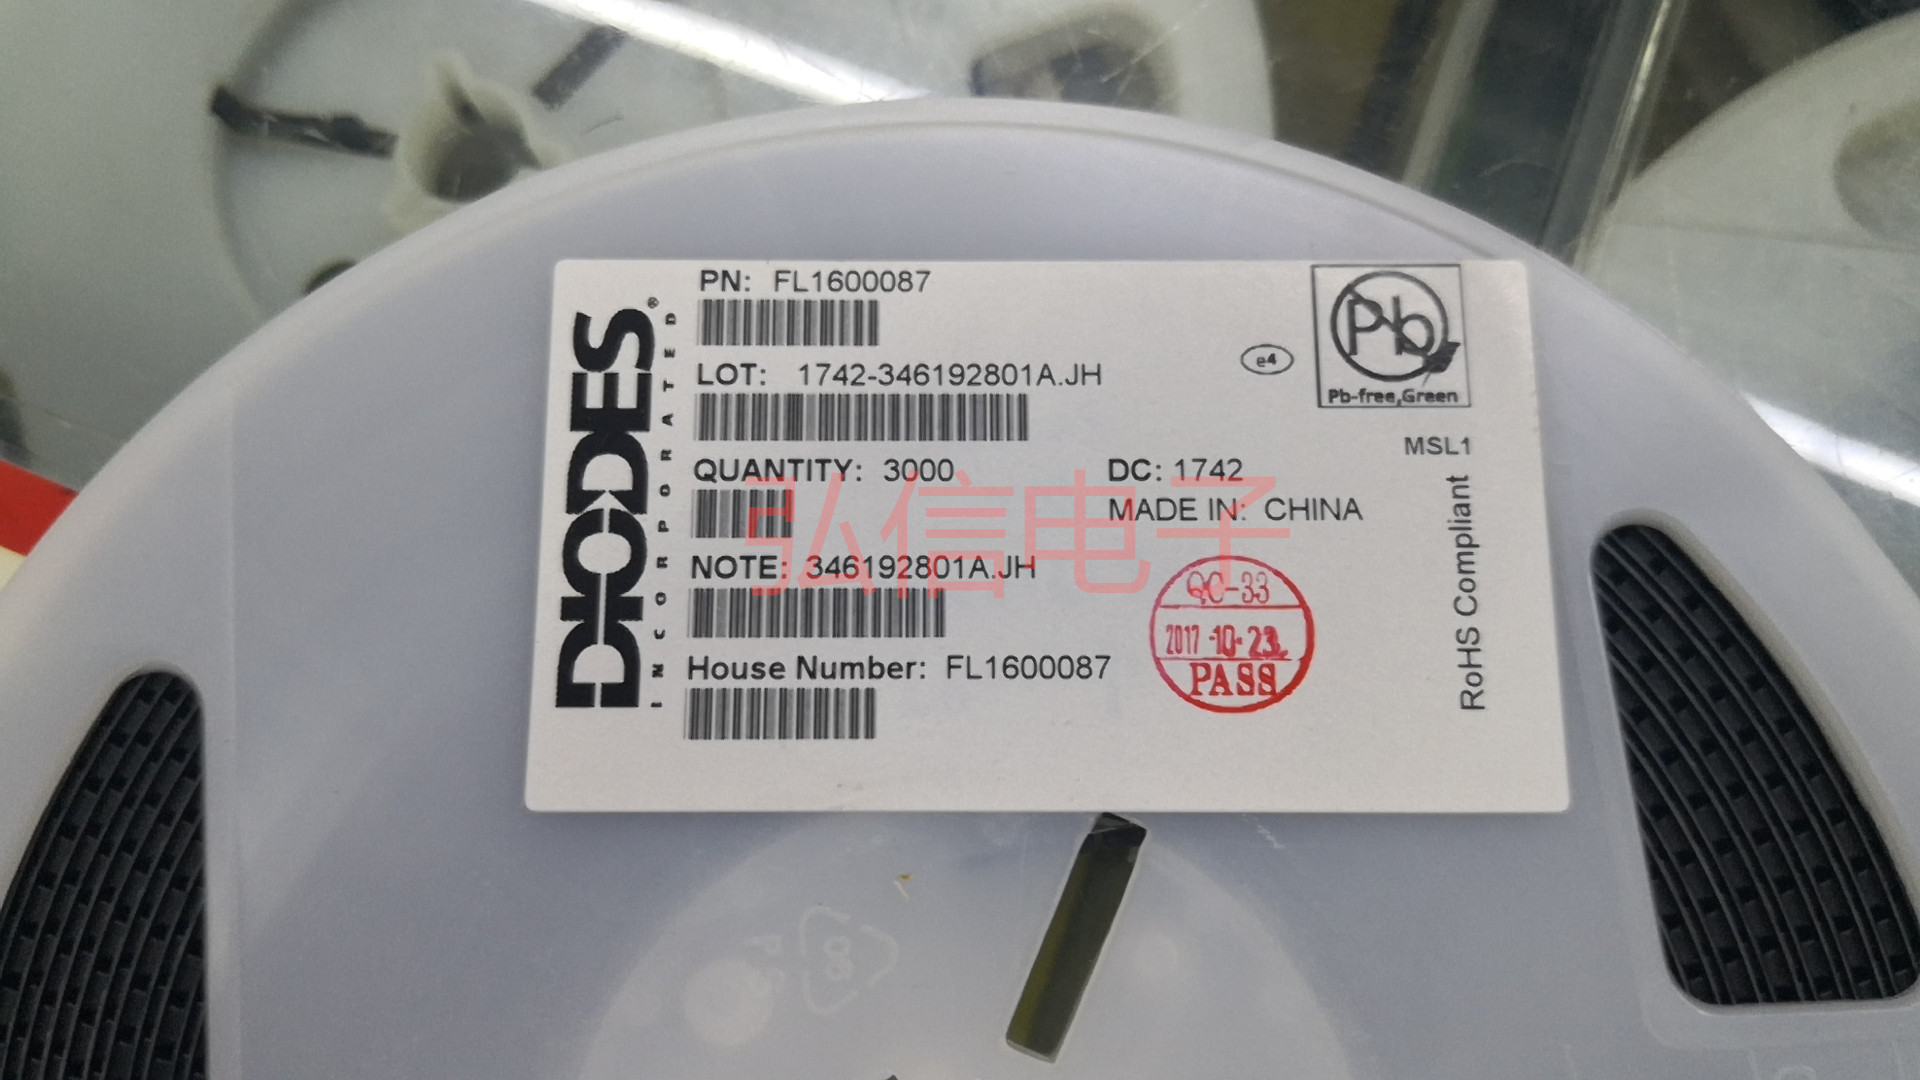 PN: FL1600087
LOT: 1742-346192801A.JH
QUANTITY: 3000
DC: 1742
MADE IN: CHINA
NOTE: 346192801A.JH
House Number: FL1600087
DIODES®
INCORPORATED
e4
Pb
Pb-free,Green
MSL1
RoHS Compliant
QC-33
2017-10-23
PASS
弘信电子